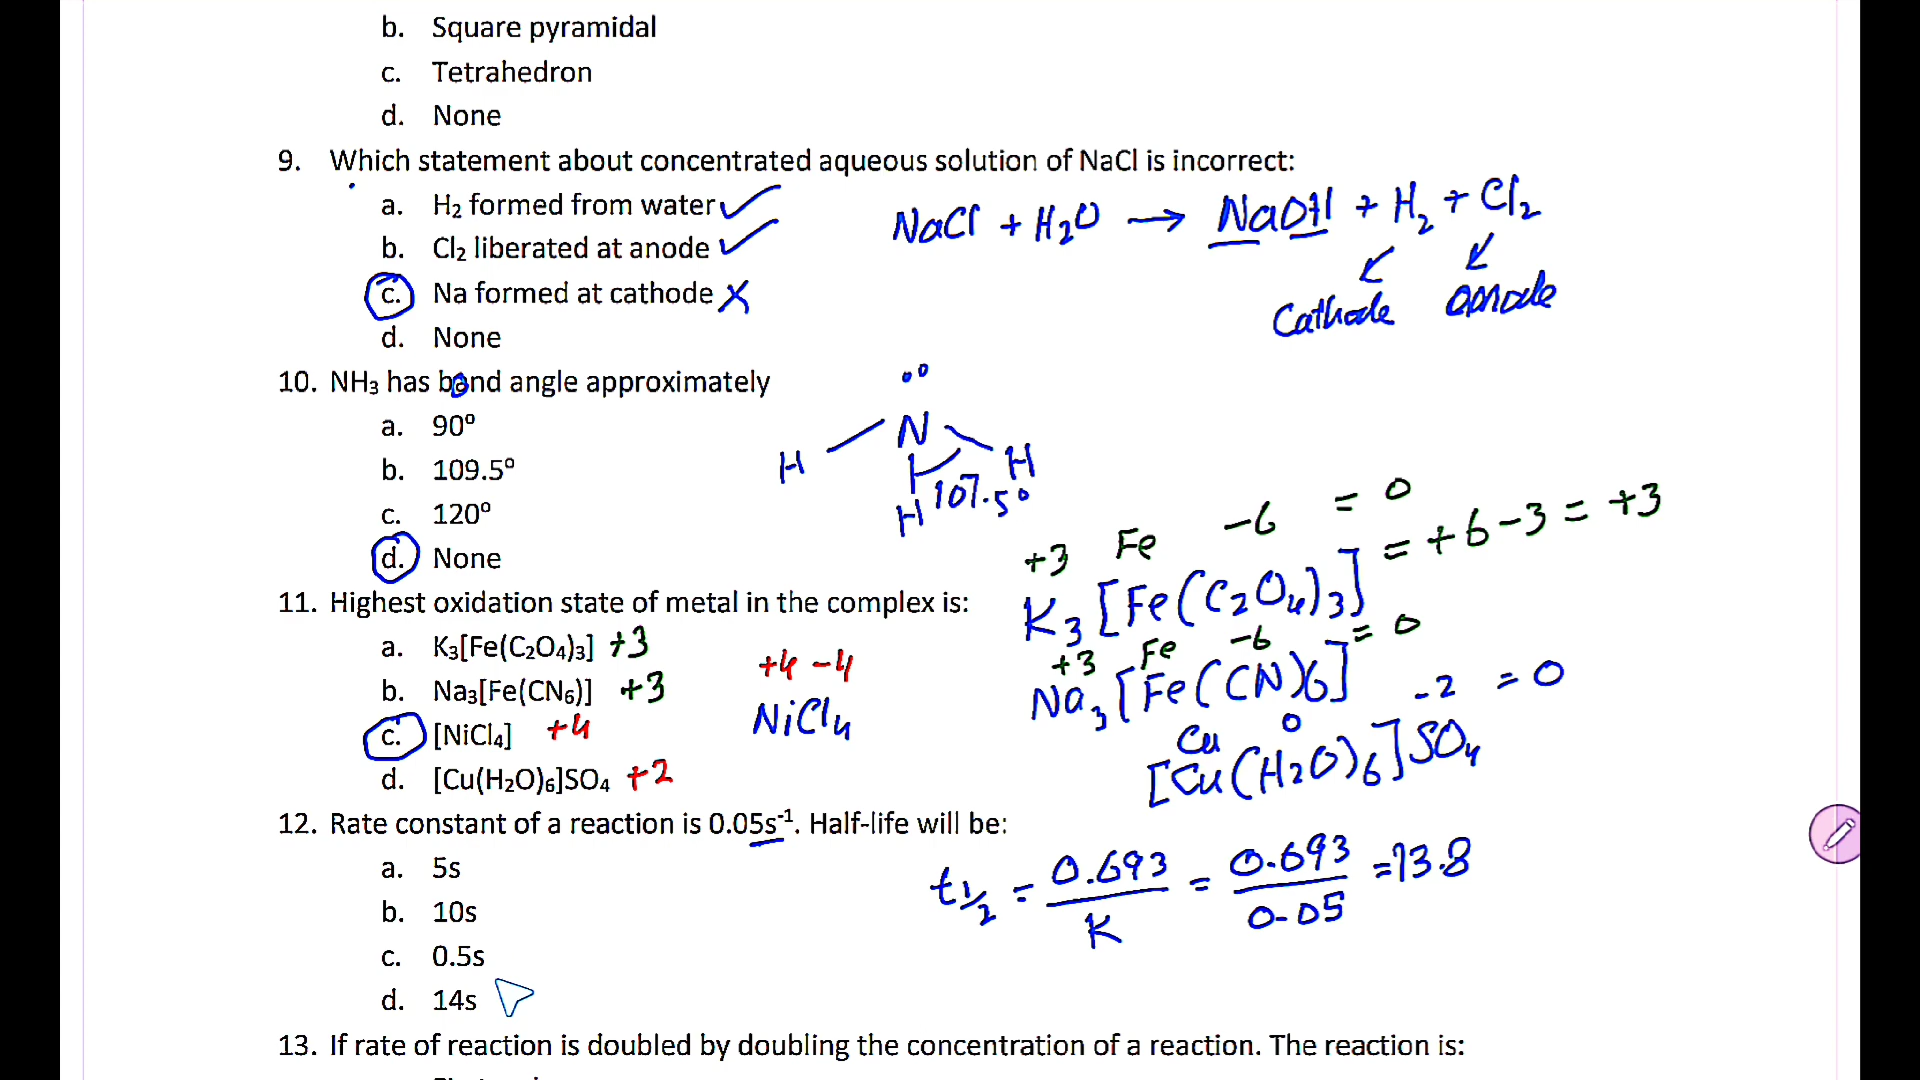 b. Square pyramidal
c. Tetrahedron
d. None
9. Which statement about concentrated aqueous solution of NaCl is incorrect:
a. H₂ formed from water ✓
b. Cl₂ liberated at anode ✓
c. Na formed at cathode X
d. None
NaCl + H₂O → NaOH + H₂ + Cl₂
Cathode anode
10. NH₃ has bond angle approximately
a. 90⁰
b. 109.5⁰
c. 120⁰
d. None
N
H H
H 107.5⁰
11. Highest oxidation state of metal in the complex is:
a. K₃[Fe(C₂O₄)₃] +3
b. Na₃[Fe(CN₆)] +3
c. [NiCl₄] +4
d. [Cu(H₂O)₆]SO₄ +2
+4 -4
NiCl₄
+3 Fe -6 = 0
K₃[Fe(C₂O₄)₃] = +6-3 = +3
+3 Fe -6 = 0
Na₃[Fe(CN)6]
Cu 0 -2 = 0
[Cu(H₂O)₆]SO₄
12. Rate constant of a reaction is 0.05s⁻¹. Half-life will be:
a. 5s
b. 10s
c. 0.5s
d. 14s
t½ = 0.693/K = 0.693/0.05 = 13.8
13. If rate of reaction is doubled by doubling the concentration of a reaction. The reaction is: